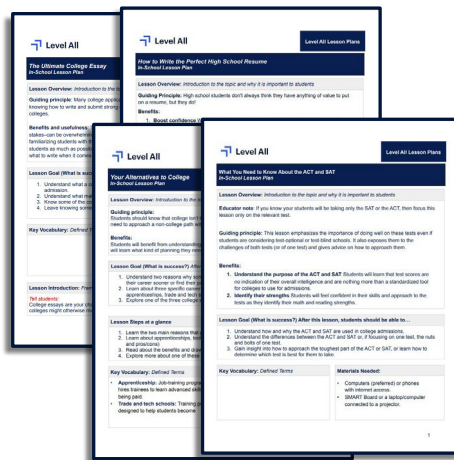 Level All
The Ultimate College Essay
In-School Lesson Plan
Lesson Overview: Introduction to the
Guiding principle: Many college
knowing how to write and submit strong
colleges.
Benefits and usefulness:
stakes–can be overwhelming
familiarizing students with
students as much as possible
what to write when it comes
Lesson Goal (What is success?)
1. Understand what a
admission.
2. Understand what
3. Know some of the
4. Leave knowing some
Key Vocabulary: Defined
Lesson Introduction:
Tell students:
College essays are your
colleges might otherwise
Level All
Level All Lesson Plans
How to Write the Perfect High School Resume
In-School Lesson Plan
Lesson Overview: Introduction to the topic and why it is important to students
Guiding Principle: High school students don't always think they have anything of value to put
on a resume, but they do!
Benefits:
1. Boost confidence
Level All
Your Alternatives to College
In-School Lesson Plan
Lesson Overview: Introduction to the
Guiding principle:
Students should know that college isn't
need to approach a non-college path
Benefits:
Students will benefit from understanding
will learn what kind of planning they
Lesson Goal (What is success?)
1. Understand two reasons why
their career sooner or find their
2. Learn about three specific career
apprenticeships, trade and tech
3. Explore one of the three college
Lesson Steps at a glance
1. Learn the two main reasons that
2. Learn about apprenticeships,
and pros/cons)
3. Read about the benefits and
4. Explore more about one of these
Key Vocabulary: Defined Terms
• Apprenticeship: Job-training
hires trainees to learn advanced
being paid.
• Trade and tech schools: Training
designed to help students become
Level All
Level All Lesson Plans
What You Need to Know About the ACT and SAT
In-School Lesson Plan
Lesson Overview: Introduction to the topic and why it is important to students
Educator note: If you know your students will be taking only the SAT or the ACT, then focus this
lesson only on the relevant test.
Guiding principle: This lesson emphasizes the importance of doing well on these tests even if
students are considering test-optional or test-blind schools. It also exposes them to the
challenges of both tests (or of one test) and gives advice on how to approach them.
Benefits:
1. Understand the purpose of the ACT and SAT Students will learn that test scores are
no indication of their overall intelligence and are nothing more than a standardized tool
for colleges to use for admissions.
2. Identify their strengths Students will feel confident in their skills and approach to the
tests as they identify their math and reading strengths.
Lesson Goal (What is success?) After this lesson, students should be able to…
1. Understand how and why the ACT and SAT are used in college admissions.
2. Understand the differences between the ACT and SAT or, if focusing on one test, the nuts
and bolts of one test.
3. Gain insight into how to approach the toughest part of the ACT or SAT, or learn how to
determine which test is best for them to take.
Key Vocabulary: Defined Terms
Materials Needed:
• Computers (preferred) or phones
with internet access.
• SMART Board or a laptop/computer
connected to a projector.
1